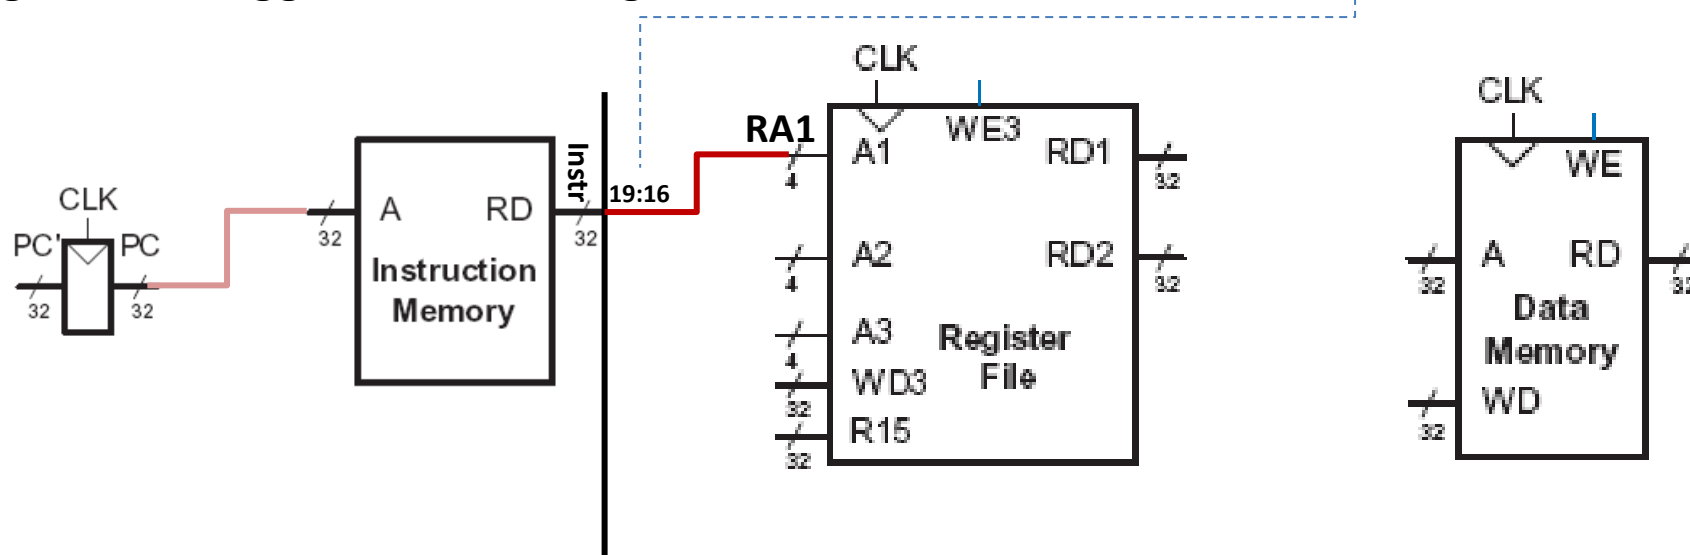 CLK
PC'
PC
32
32
A
RD
32
32
Instruction
Memory
Instr
19:16
RA1
CLK
WE3
A1
RD1
4
32
A2
RD2
4
32
A3
4
WD3
32
R15
32
Register
File
CLK
WE
A
RD
32
32
Data
Memory
WD
32